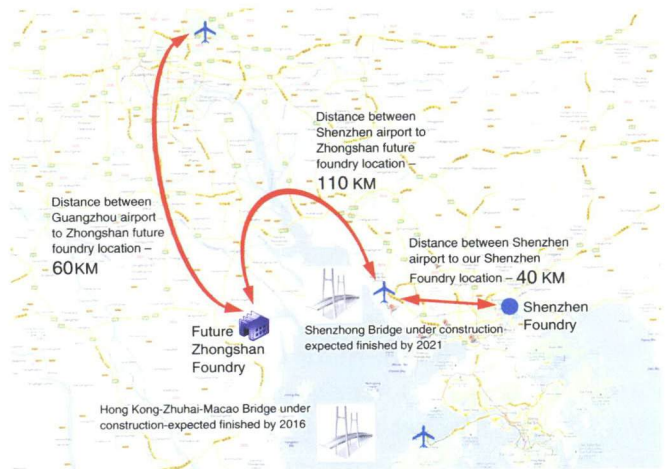 Distance between
Shenzhen airport to
Zhongshan future
foundry location –
110 KM
Distance between
Guangzhou airport
to Zhongshan future
foundry location –
60KM
Distance between Shenzhen
airport to our Shenzhen
Foundry location – 40 KM
Shenzhen
Foundry
Future
Zhongshan
Foundry
Shenzhong Bridge under construction-
expected finished by 2021
Hong Kong-Zhuhai-Macao Bridge under
construction-expected finished by 2016